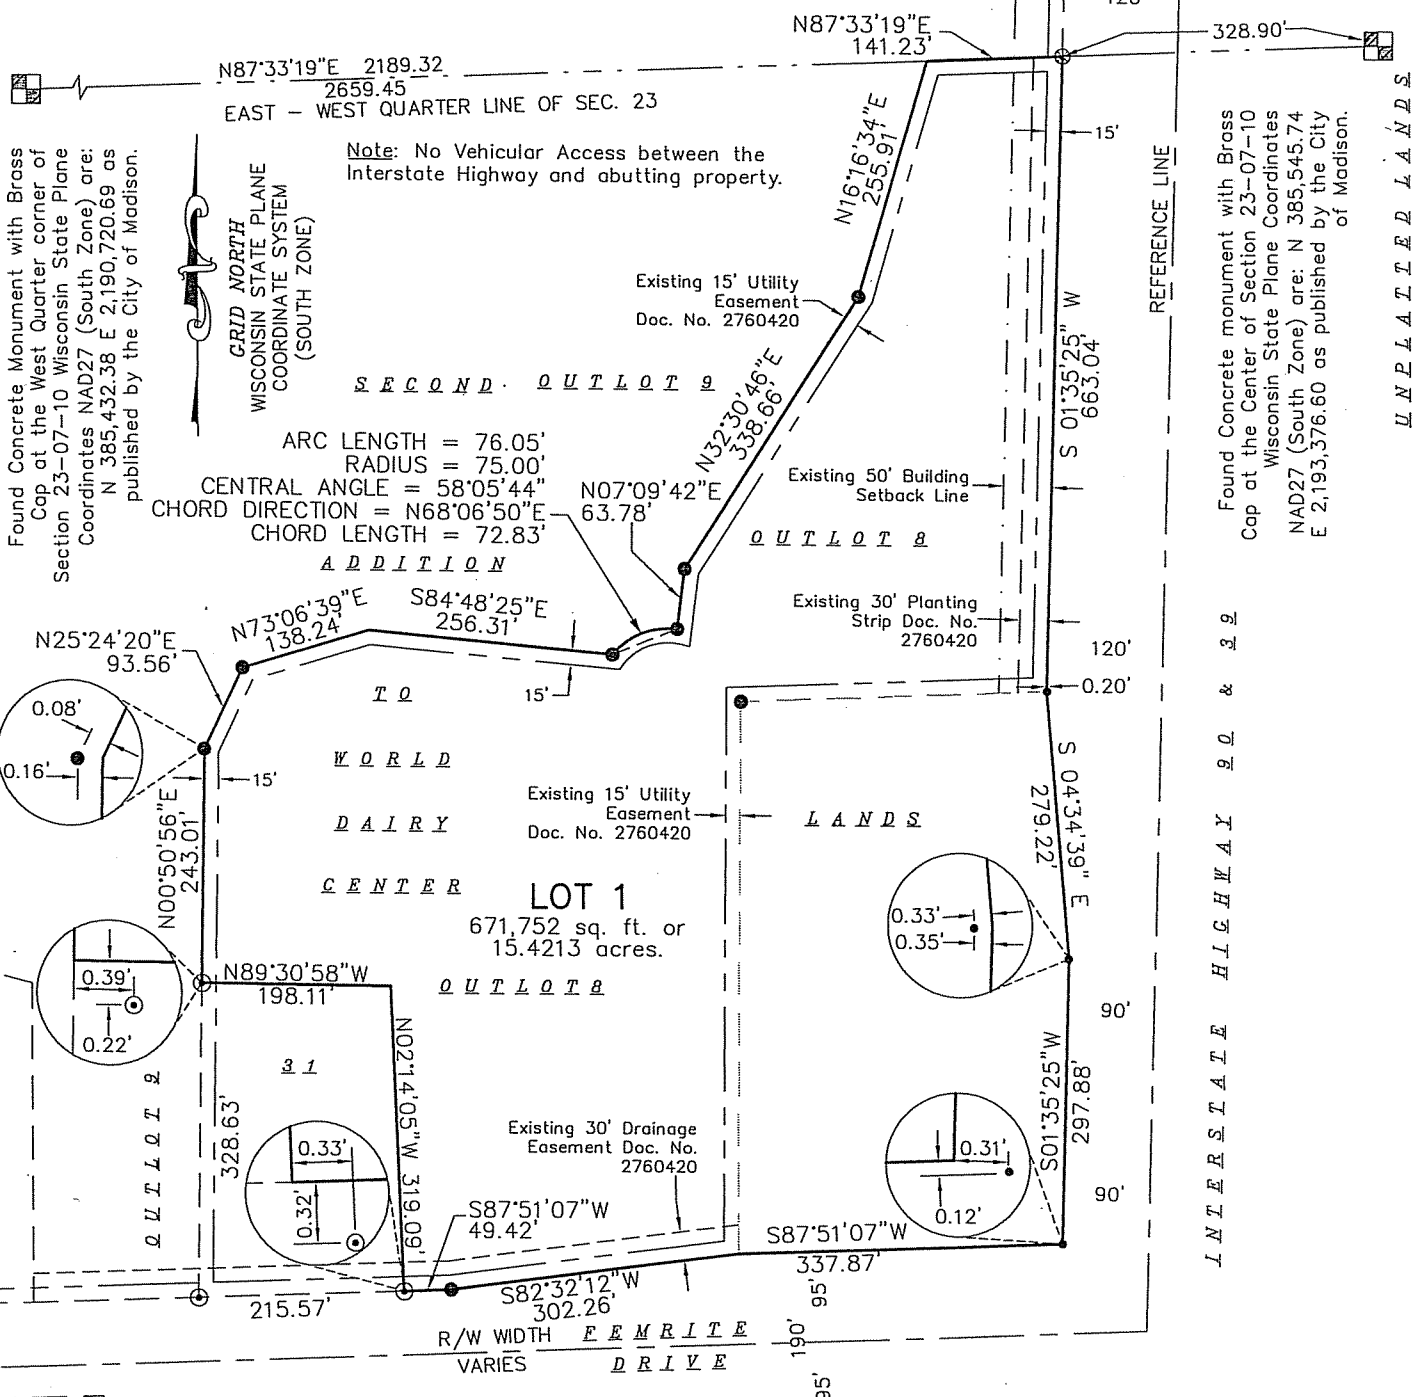 120'
N87°33'19"E
141.23'
328.90'
N87°33'19"E 2189.32
2659.45
EAST – WEST QUARTER LINE OF SEC. 23
Note: No Vehicular Access between the
Interstate Highway and abutting property.
Found Concrete Monument with Brass
Cap at the West Quarter corner of
Section 23-07-10 Wisconsin State Plane
Coordinates NAD27 (South Zone) are:
N 385,432.38 E 2,190,720.69 as
published by the City of Madison.
GRID NORTH
WISCONSIN STATE PLANE
COORDINATE SYSTEM
(SOUTH ZONE)
N16°16'34"E
255.91'
15'
REFERENCE LINE
Found Concrete monument with Brass
Cap at the Center of Section 23-07-10
Wisconsin State Plane Coordinates
NAD27 (South Zone) are: N 385,545.74
E 2,193,376.60 as published by the City
of Madison.
UNPLATTED LANDS
Existing 15' Utility
Easement
Doc. No. 2760420
S 01°35'25" W
663.04'
SECOND OUTLOT 9
N32°30'46"E
338.66'
ARC LENGTH = 76.05'
RADIUS = 75.00'
CENTRAL ANGLE = 58°05'44"
CHORD DIRECTION = N68°06'50"E
CHORD LENGTH = 72.83'
N07°09'42"E
63.78'
Existing 50' Building
Setback Line
OUTLOT 8
ADDITION
N73°06'39"E
138.24'
S84°48'25"E
256.31'
Existing 30' Planting
Strip Doc. No.
2760420
N25°24'20"E
93.56'
120'
0.20'
15'
TO
0.08'
0.16'
15'
WORLD
S 04°34'39" E
279.22'
Existing 15' Utility
Easement
Doc. No. 2760420
LANDS
DAIRY
N00°50'56"E
243.01'
CENTER
LOT 1
671,752 sq. ft. or
15.4213 acres.
0.33'
0.35'
INTERSTATE HIGHWAY 90 & 39
N89°30'58"W
198.11'
OUTLOT8
0.39'
0.22'
90'
31
N02°14'05"W 319.09'
S01°35'25"W
297.88'
OUTLOT 9
328.63'
Existing 30' Drainage
Easement Doc. No.
2760420
0.33'
0.32'
0.31'
0.12'
90'
S87°51'07"W
49.42'
S87°51'07"W
337.87'
S82°32'12"W
302.26'
215.57'
95'
R/W WIDTH
VARIES
FEMRITE
DRIVE
190'
95'